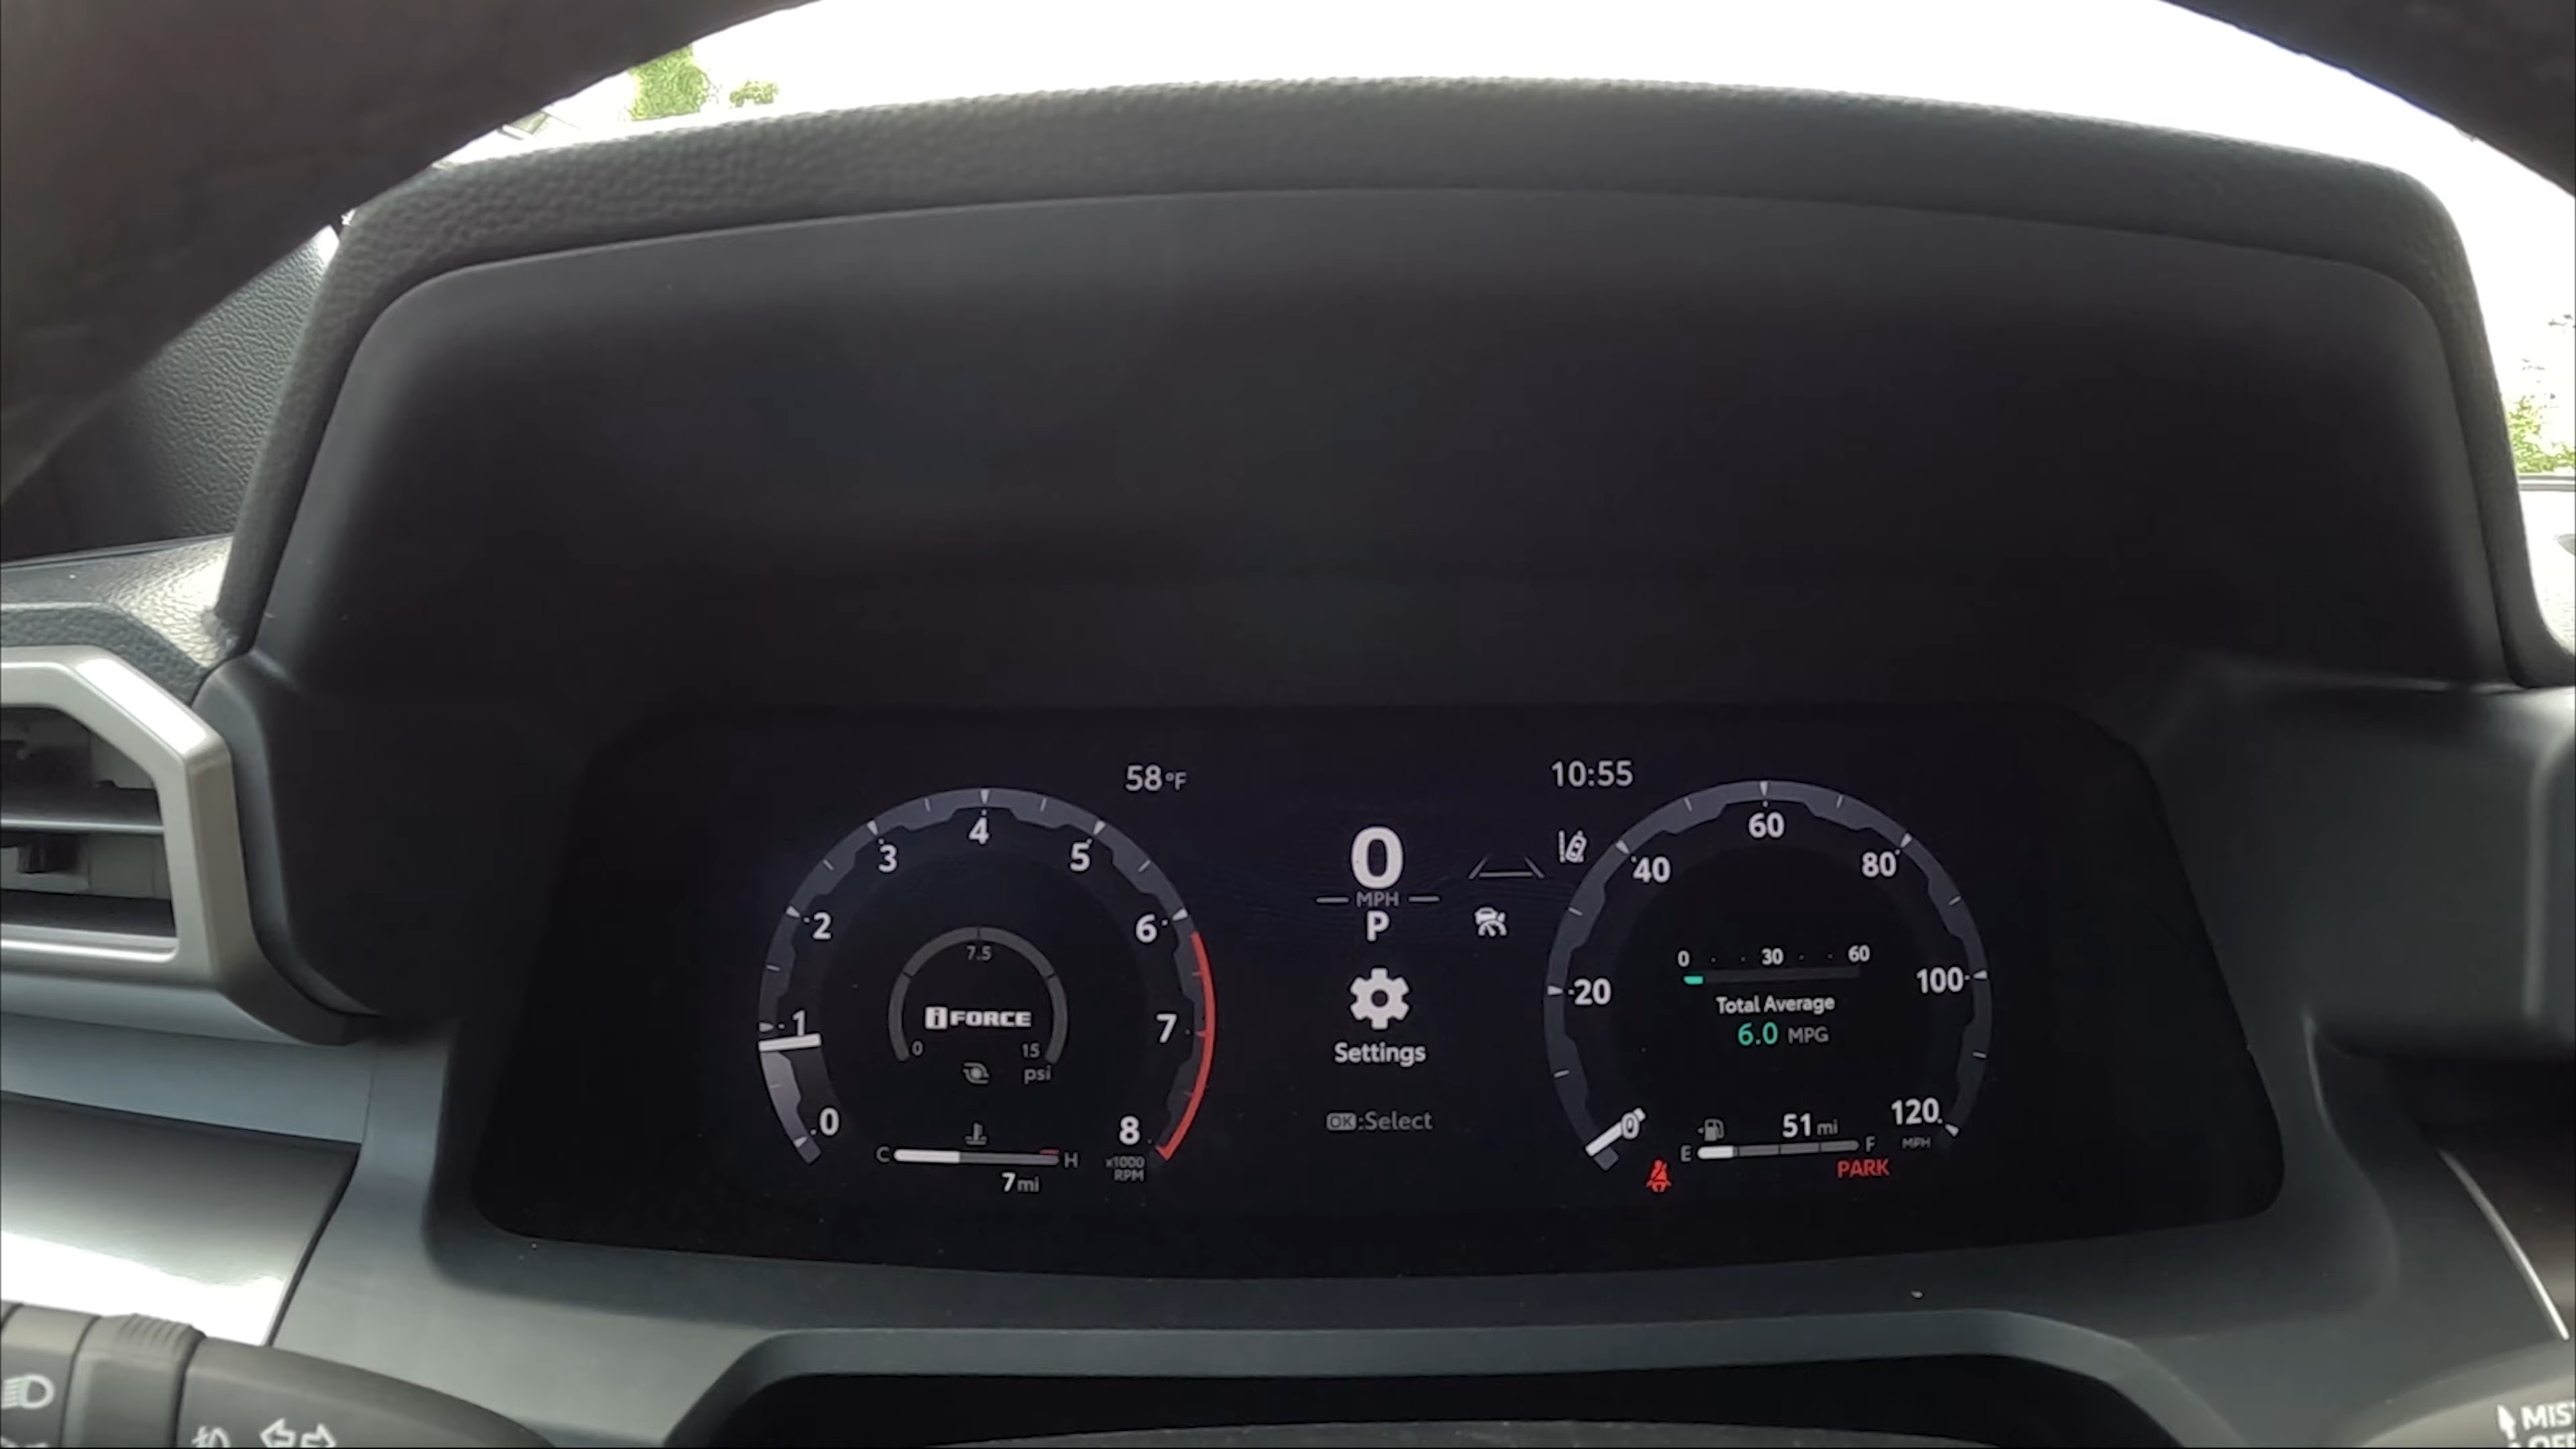 58°F
10:55
0
MPH
P
Settings
OK:Select
0
1
2
3
4
5
6
7
8
x1000
RPM
7.5
iFORCE
0
15
psi
C
H
7 mi
0
20
40
60
80
100
120
MPH
0
30
60
Total Average
6.0 MPG
51 mi
E
F
PARK